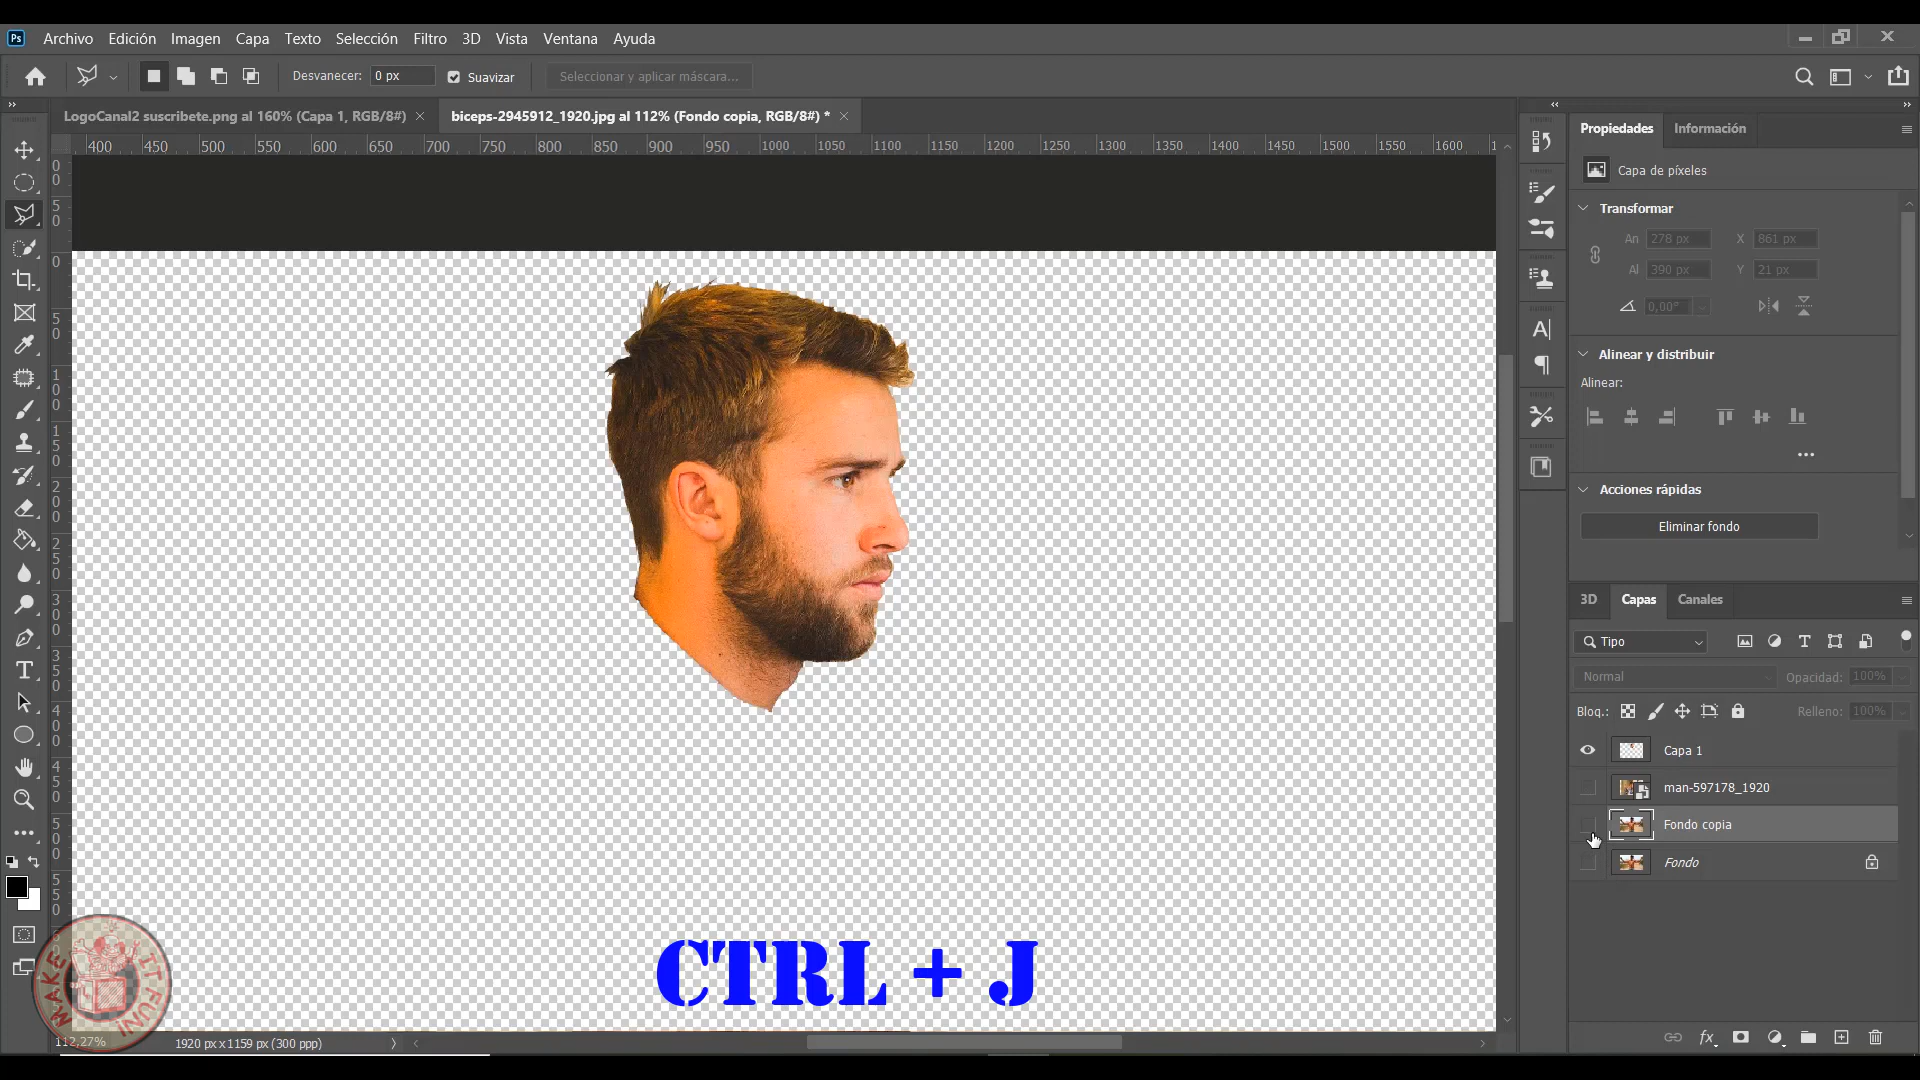 Ps Archivo Edición Imagen Capa Texto Selección Filtro 3D Vista Ventana Ayuda
Desvanecer: 0 px Suavizar Seleccionar y aplicar máscara...
LogoCanal2 suscribete.png al 160% (Capa 1, RGB/8#) × biceps-2945912_1920.jpg al 112% (Fondo copia, RGB/8#) * ×
400 450 500 550 600 650 700 750 800 850 900 950 1000 1050 1100 1150 1200 1250 1300 1350 1400 1450 1500 1550 1600
Propiedades Información
Capa de píxeles
Transformar
An 278 px X 861 px
Al 390 px Y 21 px
0,00°
Alinear y distribuir
Alinear:
Acciones rápidas
Eliminar fondo
3D Capas Canales
Tipo
Normal Opacidad: 100%
Bloq.: Relleno: 100%
Capa 1
man-597178_1920
Fondo copia
Fondo
CTRL + J
MAKE IT FUN!
112,27% 1920 px x 1159 px (300 ppp)